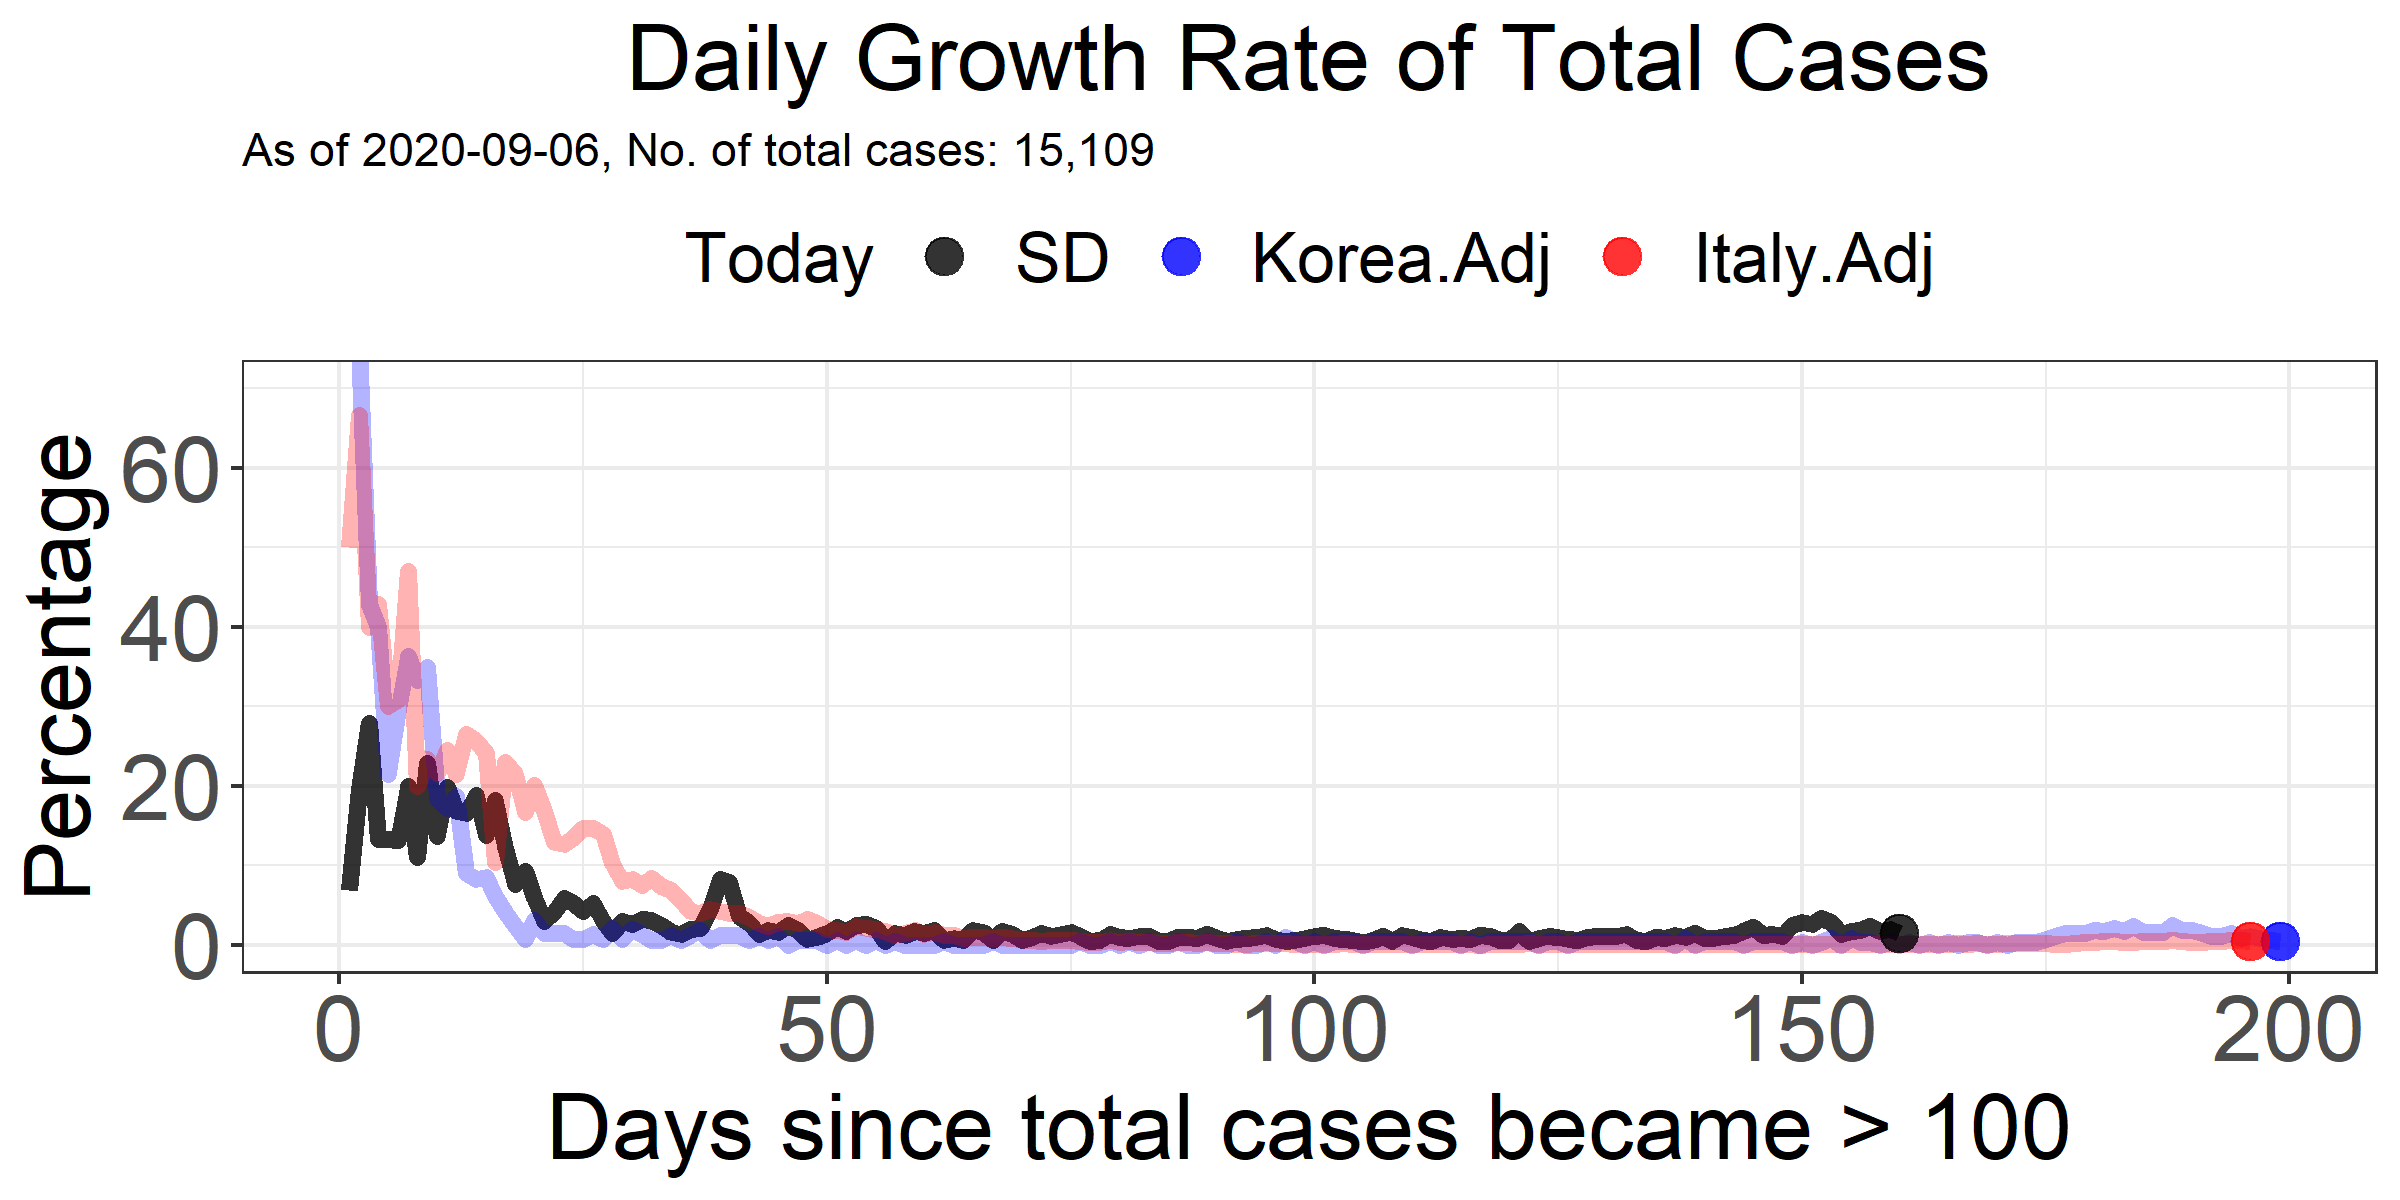 Daily Growth Rate of Total Cases
As of 2020-09-06, No. of total cases: 15,109
Today SD Korea.Adj Italy.Adj
Percentage
60
40
20
0
0 50 100 150 200
Days since total cases became > 100